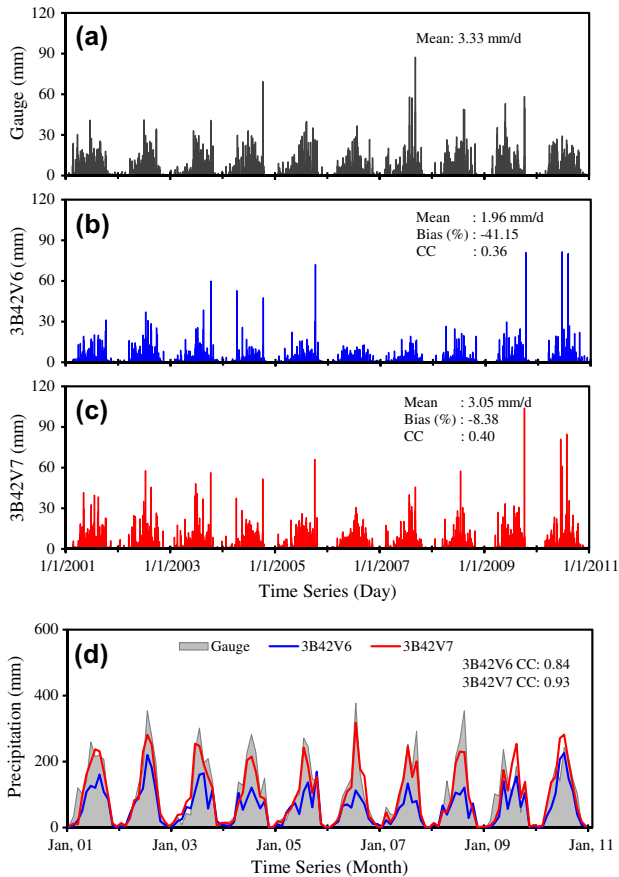 (a)
Mean: 3.33 mm/d
Gauge (mm)
120
90
60
30
0
(b)
Mean : 1.96 mm/d
Bias (%) : -41.15
CC : 0.36
3B42V6 (mm)
120
90
60
30
0
(c)
Mean : 3.05 mm/d
Bias (%) : -8.38
CC : 0.40
3B42V7 (mm)
120
90
60
30
0
1/1/2001 1/1/2003 1/1/2005 1/1/2007 1/1/2009 1/1/2011
Time Series (Day)
(d)
Gauge 3B42V6 3B42V7
3B42V6 CC: 0.84
3B42V7 CC: 0.93
Precipitation (mm)
600
400
200
0
Jan, 01 Jan, 03 Jan, 05 Jan, 07 Jan, 09 Jan, 11
Time Series (Month)